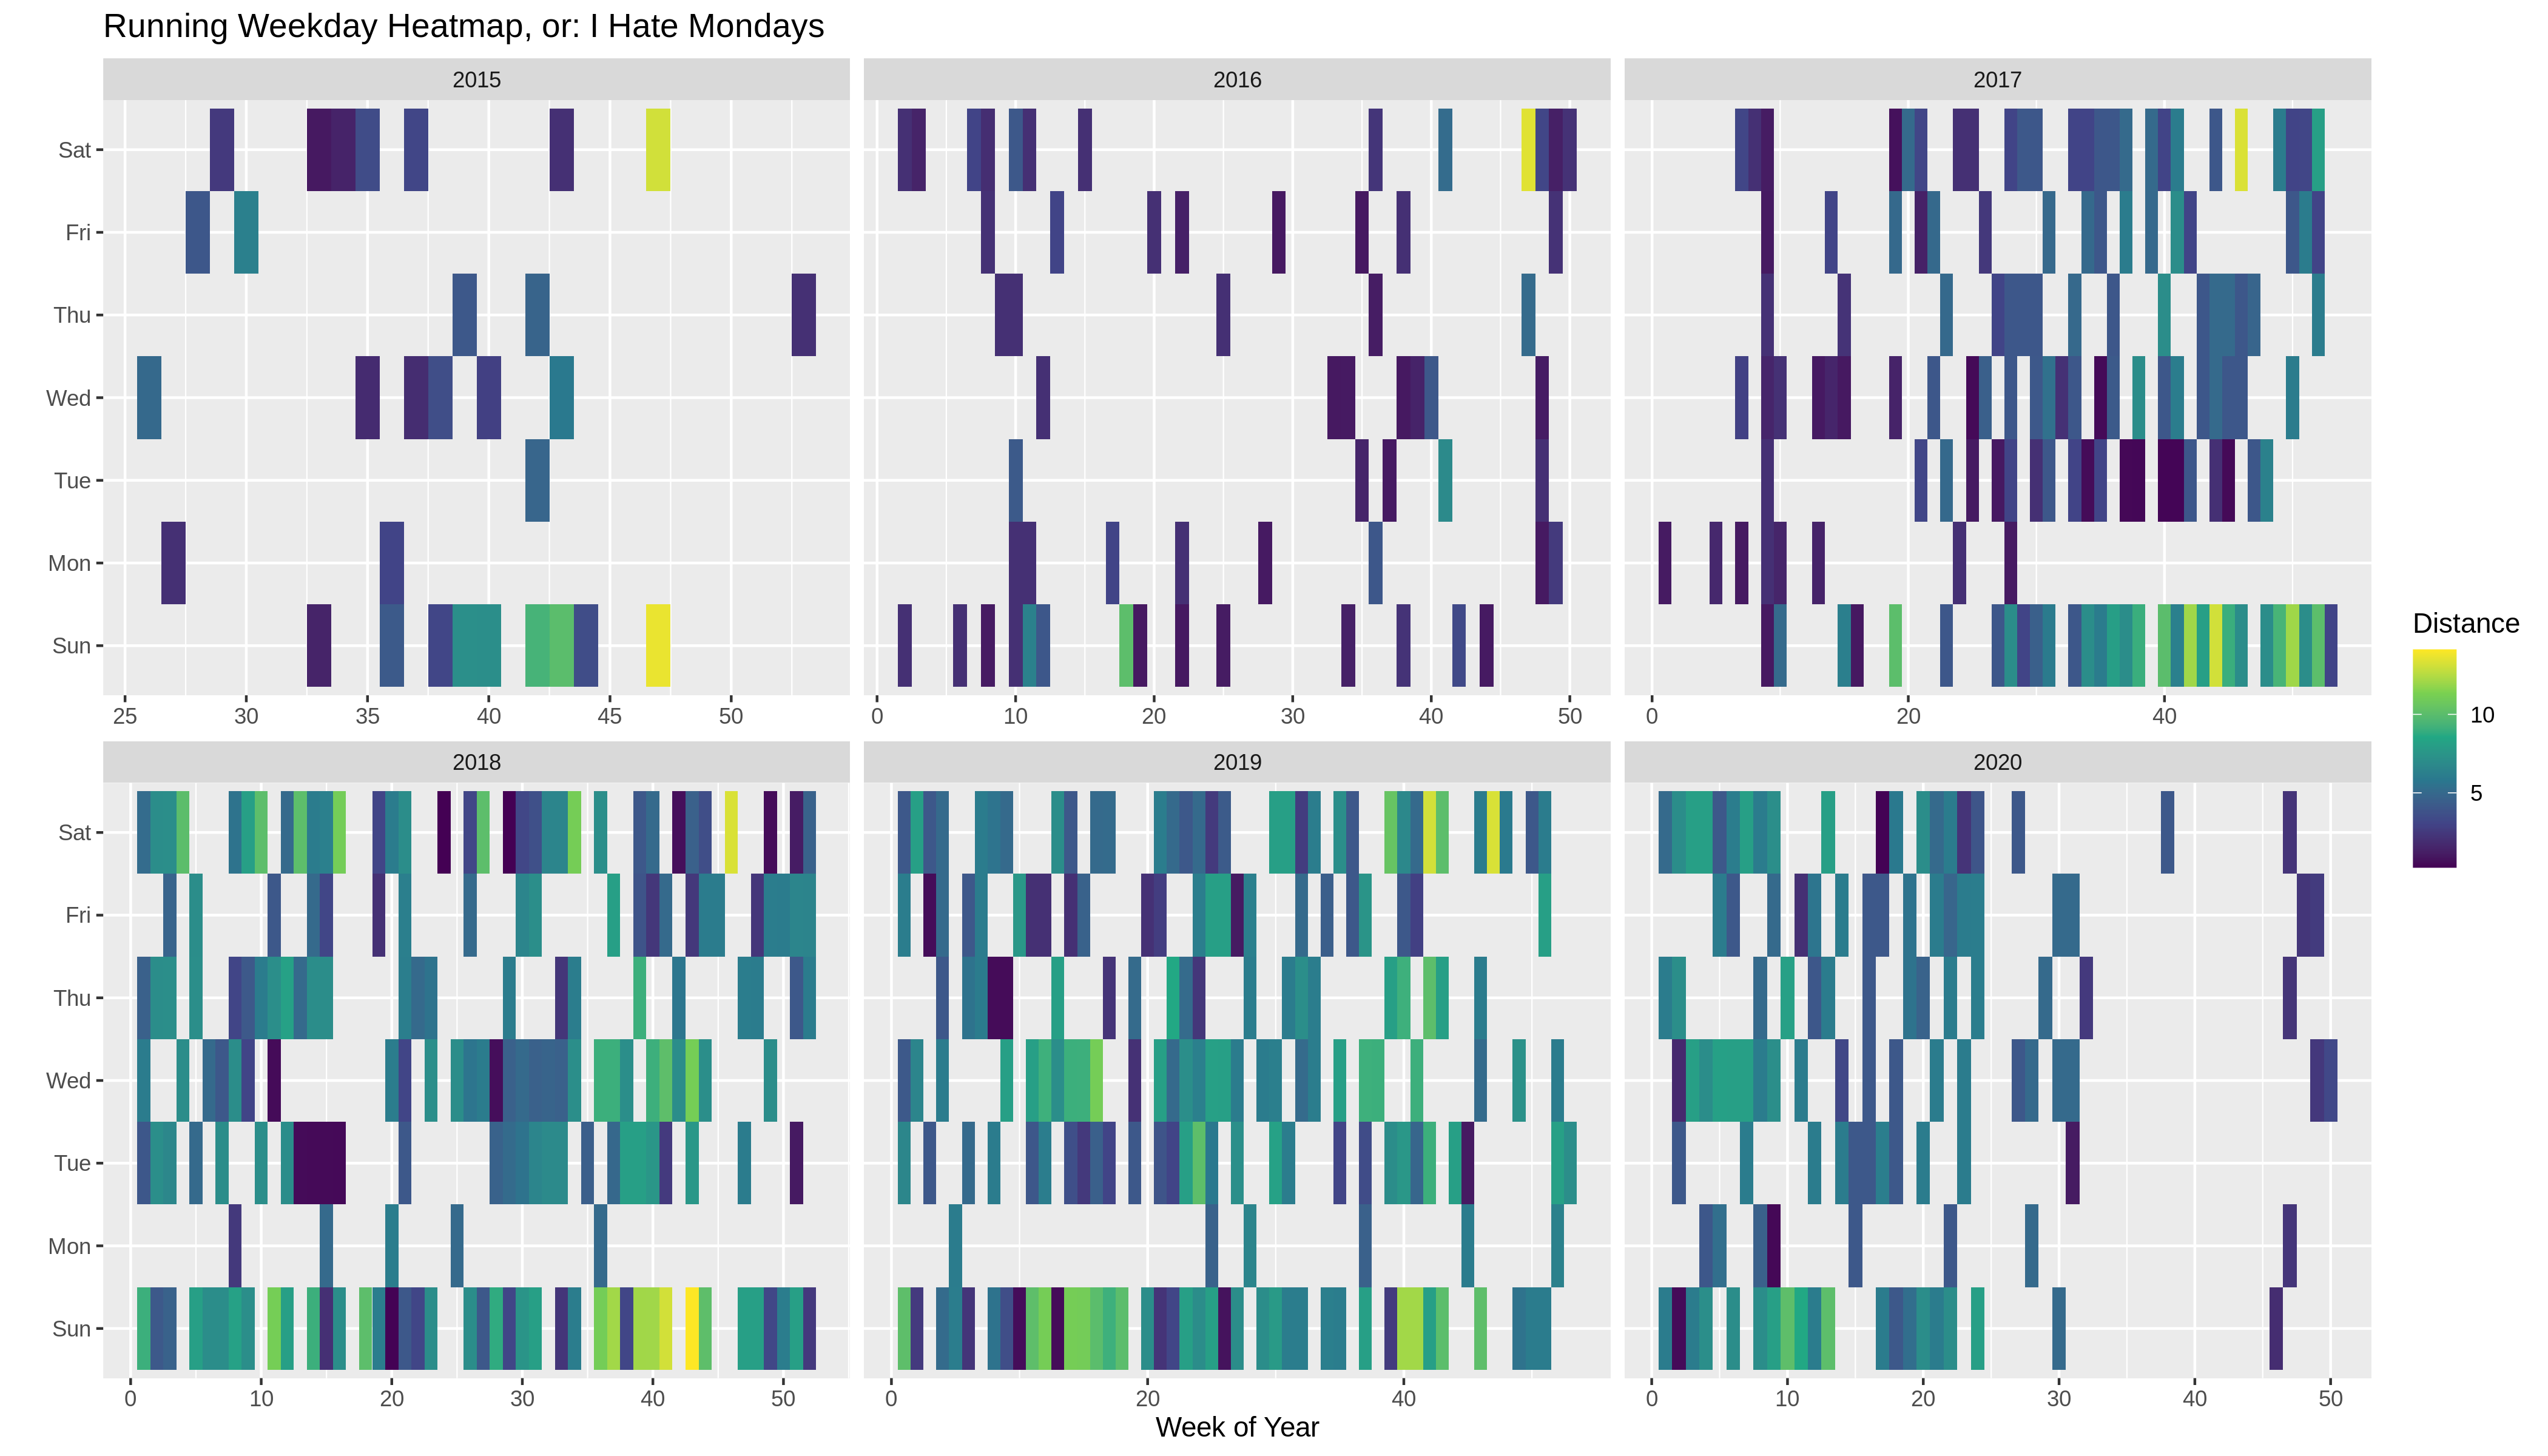 Running Weekday Heatmap, or: I Hate Mondays
2015
2016
2017
Sat
Fri
Thu
Wed
Tue
Mon
Sun
25 30 35 40 45 50
0 10 20 30 40 50
0 20 40
Distance
10
5
2018
2019
2020
Sat
Fri
Thu
Wed
Tue
Mon
Sun
0 10 20 30 40 50
0 20 40
0 10 20 30 40 50
Week of Year